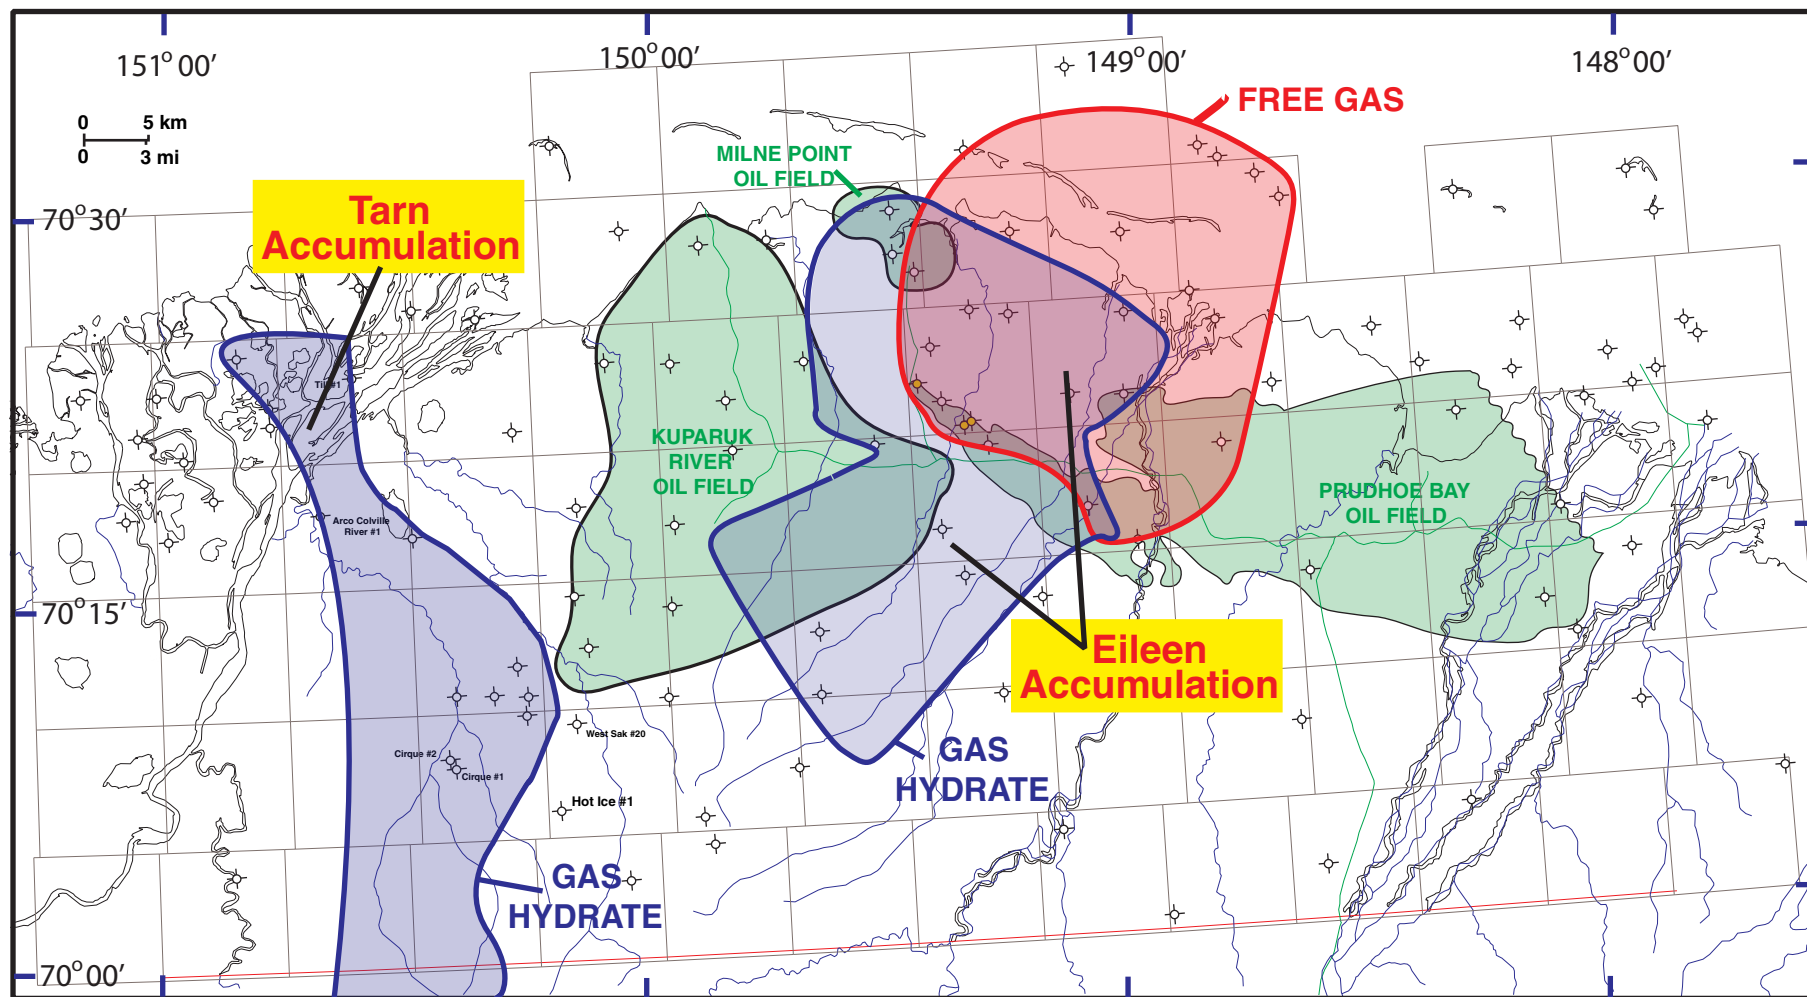 151°00′
150°00′
149°00′
148°00′
0 5 km
0 3 mi
FREE GAS
MILNE POINT
OIL FIELD
70°30′
Tarn
Accumulation
Till #1
KUPARUK
RIVER
OIL FIELD
PRUDHOE BAY
OIL FIELD
Arco Colville
River #1
70°15′
Eileen
Accumulation
West Sak #20
Cirque #2
Cirque #1
GAS
HYDRATE
Hot Ice #1
GAS
HYDRATE
70°00′